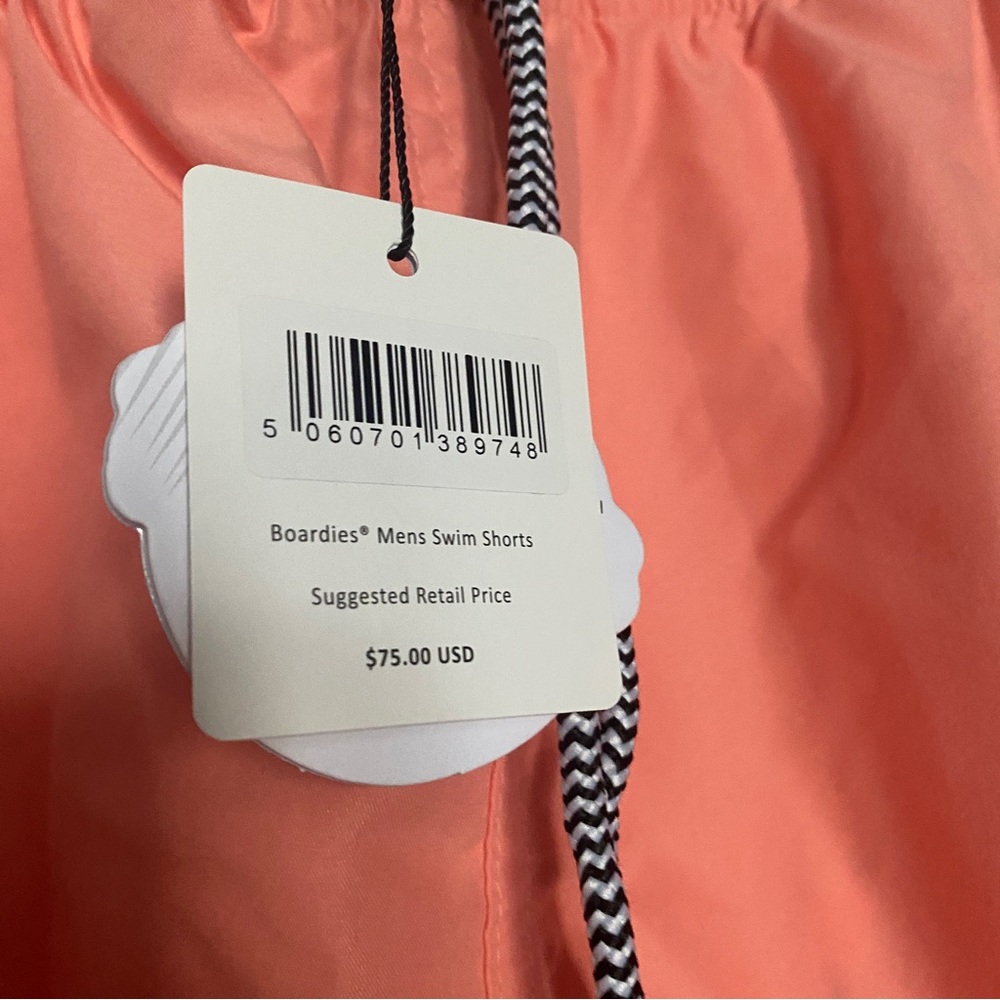 5 060701 389748
Boardies® Mens Swim Shorts
Suggested Retail Price
$75.00 USD